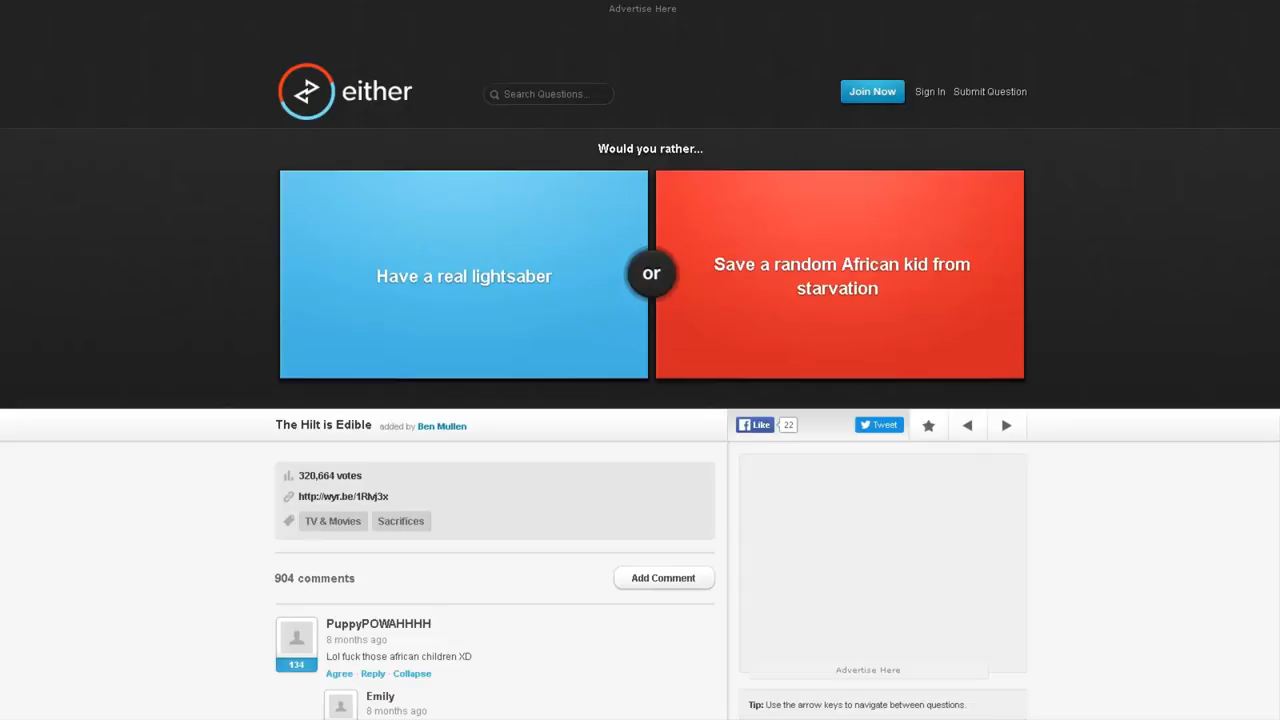 Advertise Here
either
Search Questions...
Join Now
Sign In
Submit Question
Would you rather...
Have a real lightsaber
or
Save a random African kid from
starvation
The Hilt is Edible
added by Ben Mullen
Like
22
Tweet
320,664 votes
http://wyr.be/1RIvj3x
TV & Movies
Sacrifices
904 comments
Add Comment
PuppyPOWAHHHH
8 months ago
134
Lol fuck those african children XD
Agree · Reply · Collapse
Emily
8 months ago
Advertise Here
Tip: Use the arrow keys to navigate between questions.